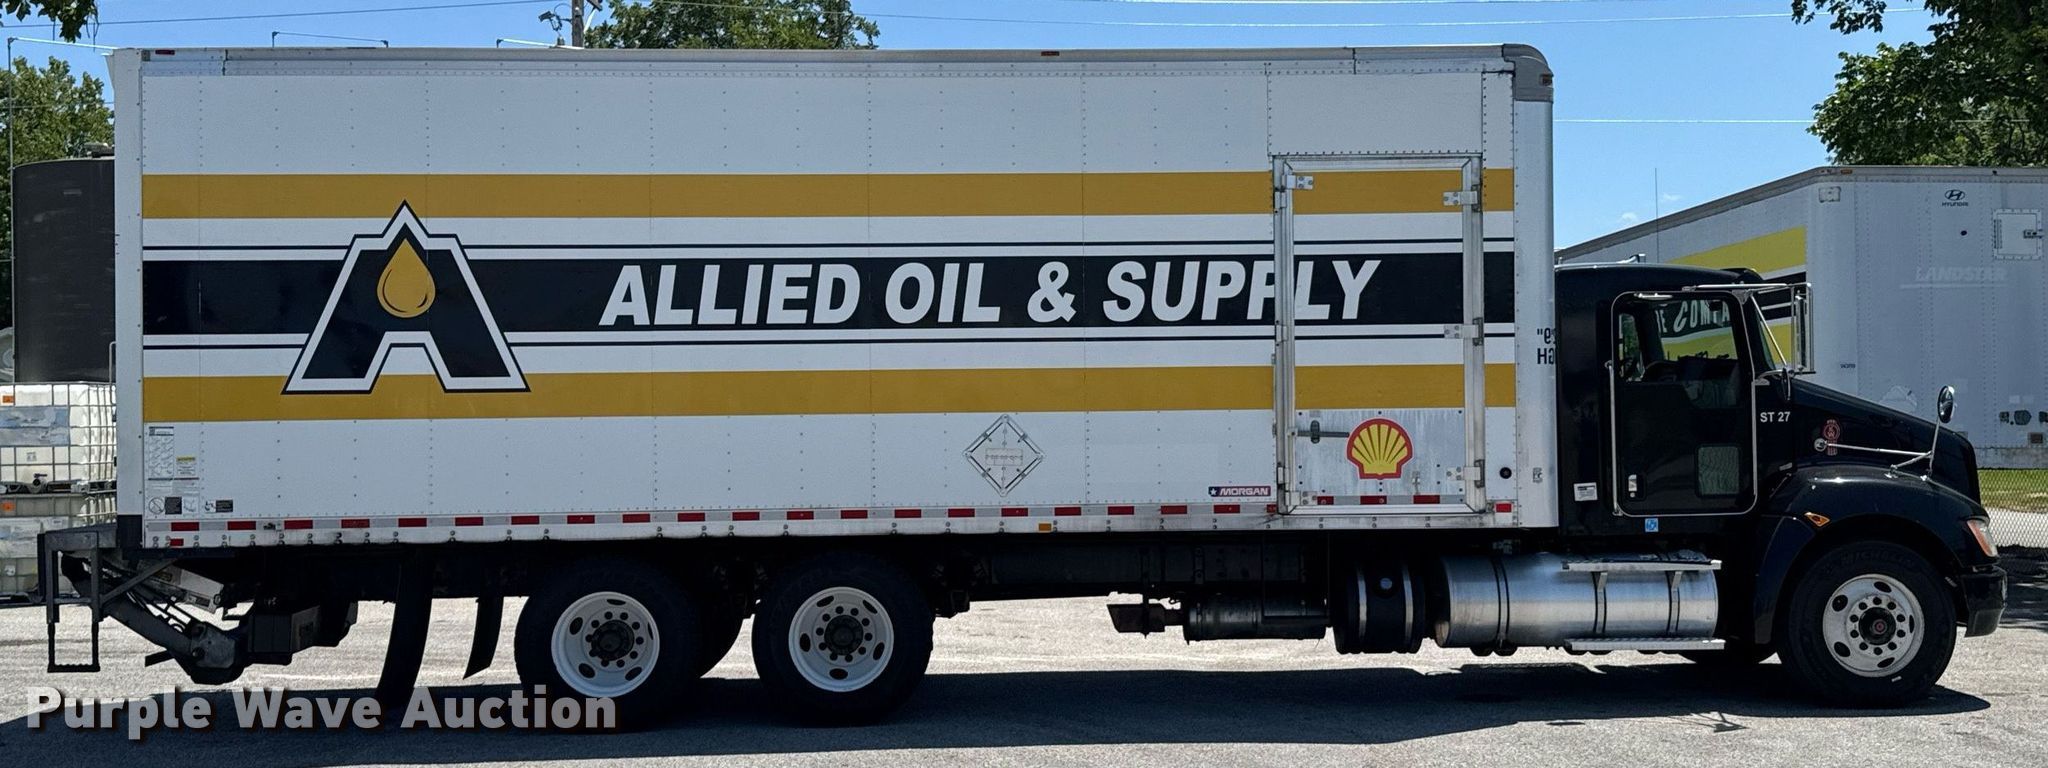 ALLIED OIL & SUPPLY
HYUNDAI
LANDSTAR
ST 27
MORGAN
Purple Wave Auction